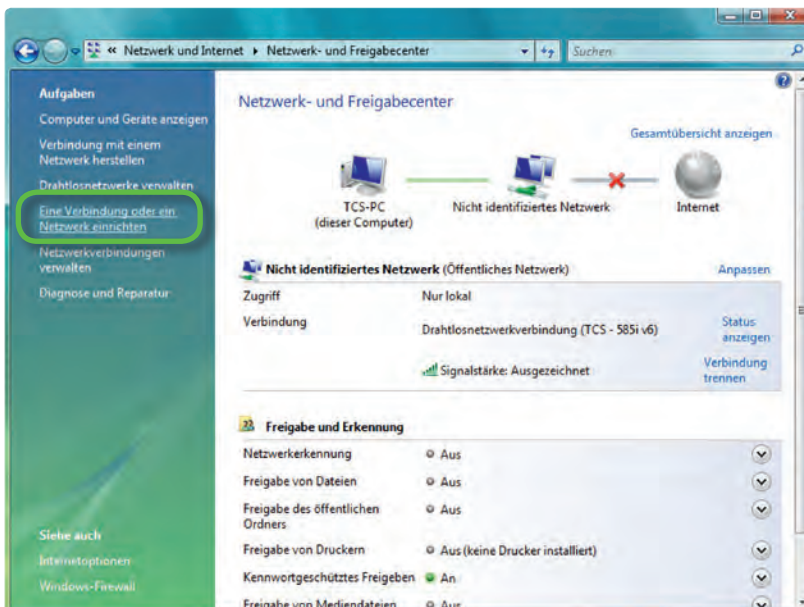 « Netzwerk und Internet ▸ Netzwerk- und Freigabecenter
Suchen
Aufgaben
Computer und Geräte anzeigen
Verbindung mit einem
Netzwerk herstellen
Drahtlosnetzwerke verwalten
Eine Verbindung oder ein
Netzwerk einrichten
Netzwerkverbindungen
verwalten
Diagnose und Reparatur
Siehe auch
Internetoptionen
Windows-Firewall
Netzwerk- und Freigabecenter
Gesamtübersicht anzeigen
TCS-PC
(dieser Computer)
Nicht identifiziertes Netzwerk
Internet
Nicht identifiziertes Netzwerk (Öffentliches Netzwerk) Anpassen
Zugriff Nur lokal
Verbindung Drahtlosnetzwerkverbindung (TCS - 585i v6) Status
anzeigen
Signalstärke: Ausgezeichnet Verbindung
trennen
Freigabe und Erkennung
Netzwerkerkennung Aus
Freigabe von Dateien Aus
Freigabe des öffentlichen Aus
Ordners
Freigabe von Druckern Aus (keine Drucker installiert)
Kennwortgeschütztes Freigeben An
Freigabe von Mediendateien Aus